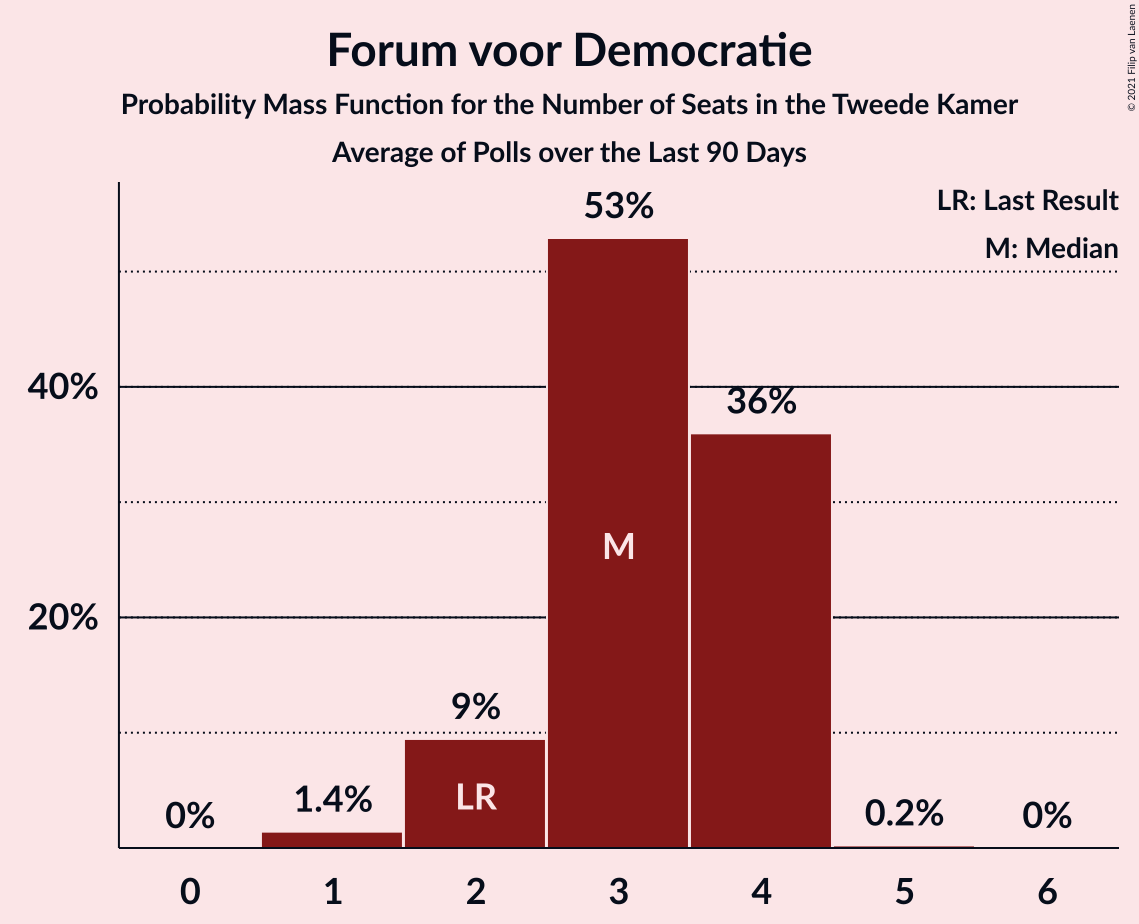 Forum voor Democratie
Probability Mass Function for the Number of Seats in the Tweede Kamer
Average of Polls over the Last 90 Days
© 2021 Filip van Laenen
LR: Last Result
M: Median
53%
40%
36%
M
20%
9%
LR
1.4%
0%
0.2%
0%
0 1 2 3 4 5 6